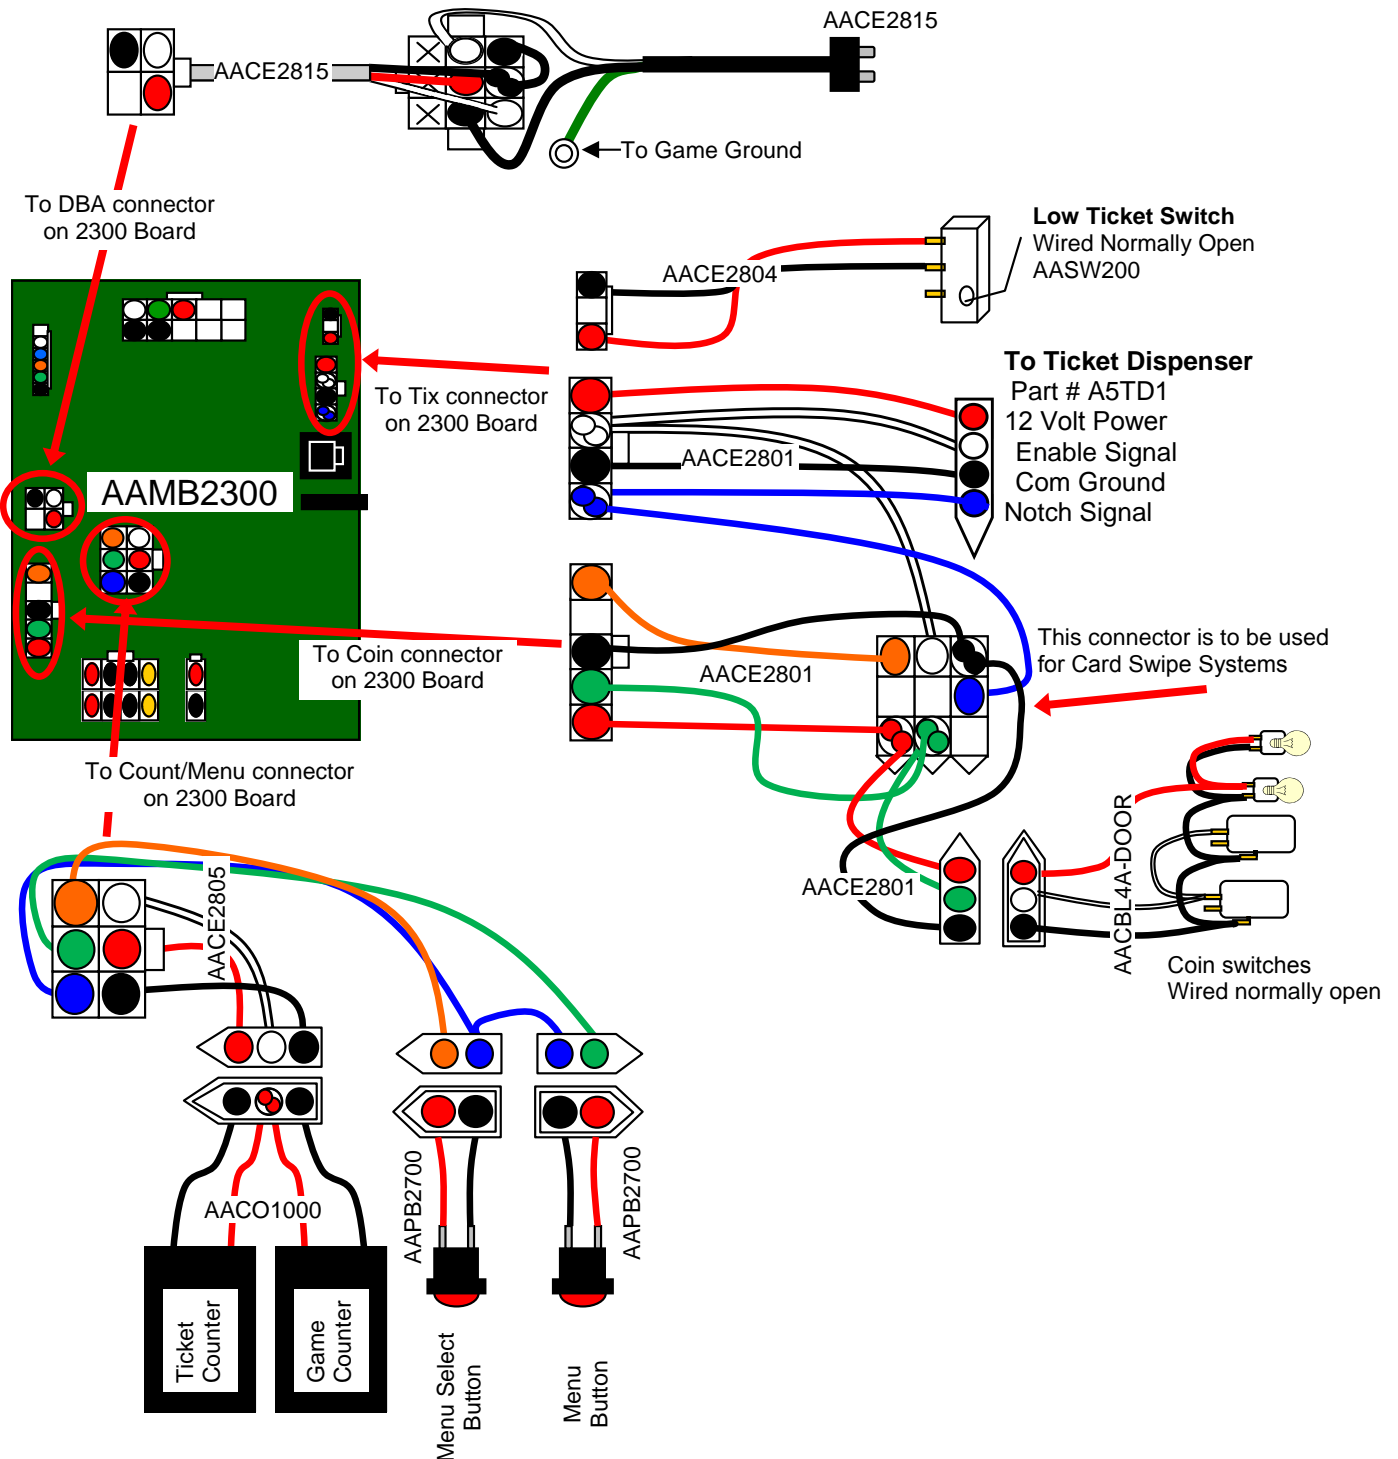 AACE2815
AACE2815
To Game Ground
To DBA connector
on 2300 Board
Low Ticket Switch
Wired Normally Open
AASW200
AACE2804
To Tix connector
on 2300 Board
To Ticket Dispenser
Part # A5TD1
12 Volt Power
Enable Signal
Com Ground
Notch Signal
AACE2801
AAMB2300
To Coin connector
on 2300 Board
AACE2801
This connector is to be used
for Card Swipe Systems
To Count/Menu connector
on 2300 Board
AACE2805
AACE2801
AACBL4A-DOOR
Coin switches
Wired normally open
AACO1000
AAPB2700
AAPB2700
Ticket
Counter
Game
Counter
Menu Select
Button
Menu
Button